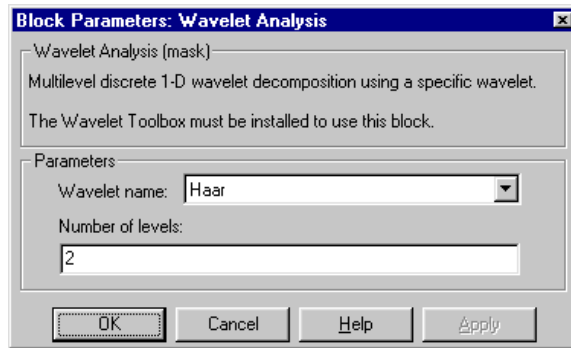 Block Parameters: Wavelet Analysis
Wavelet Analysis (mask)
Multilevel discrete 1-D wavelet decomposition using a specific wavelet.
The Wavelet Toolbox must be installed to use this block.
Parameters
Wavelet name: Haar
Number of levels:
2
OK Cancel Help Apply